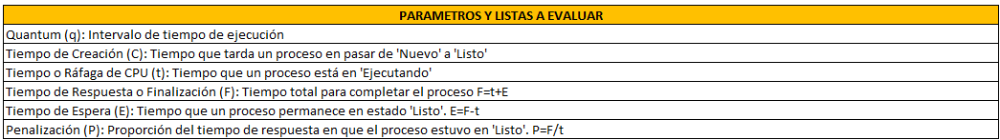 PARAMETROS Y LISTAS A EVALUAR
Quantum (q): Intervalo de tiempo de ejecución
Tiempo de Creación (C): Tiempo que tarda un proceso en pasar de 'Nuevo' a 'Listo'
Tiempo o Ráfaga de CPU (t): Tiempo que un proceso está en 'Ejecutando'
Tiempo de Respuesta o Finalización (F): Tiempo total para completar el proceso F=t+E
Tiempo de Espera (E): Tiempo que un proceso permanece en estado 'Listo'. E=F-t
Penalización (P): Proporción del tiempo de respuesta en que el proceso estuvo en 'Listo'. P=F/t